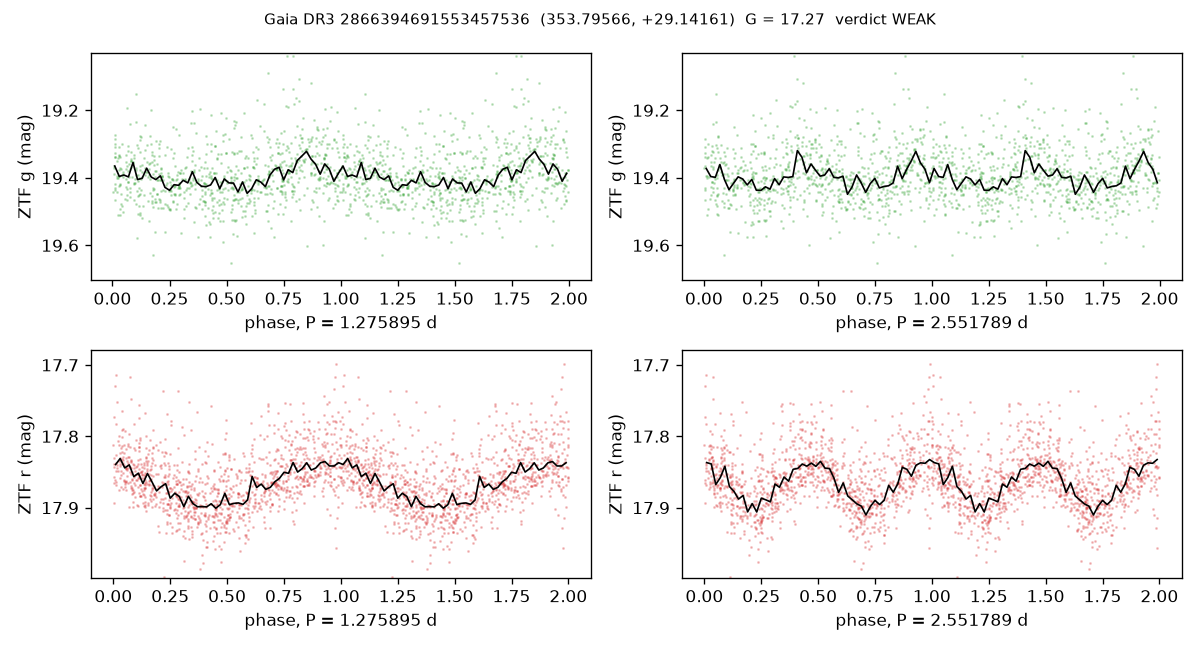 Gaia DR3 2866394691553457536 (353.79566, +29.14161) G = 17.27 verdict WEAK
ZTF g (mag)
19.2
19.4
19.6
0.00 0.25 0.50 0.75 1.00 1.25 1.50 1.75 2.00
phase, P = 1.275895 d
ZTF g (mag)
19.2
19.4
19.6
0.00 0.25 0.50 0.75 1.00 1.25 1.50 1.75 2.00
phase, P = 2.551789 d
ZTF r (mag)
17.7
17.8
17.9
0.00 0.25 0.50 0.75 1.00 1.25 1.50 1.75 2.00
phase, P = 1.275895 d
ZTF r (mag)
17.7
17.8
17.9
0.00 0.25 0.50 0.75 1.00 1.25 1.50 1.75 2.00
phase, P = 2.551789 d